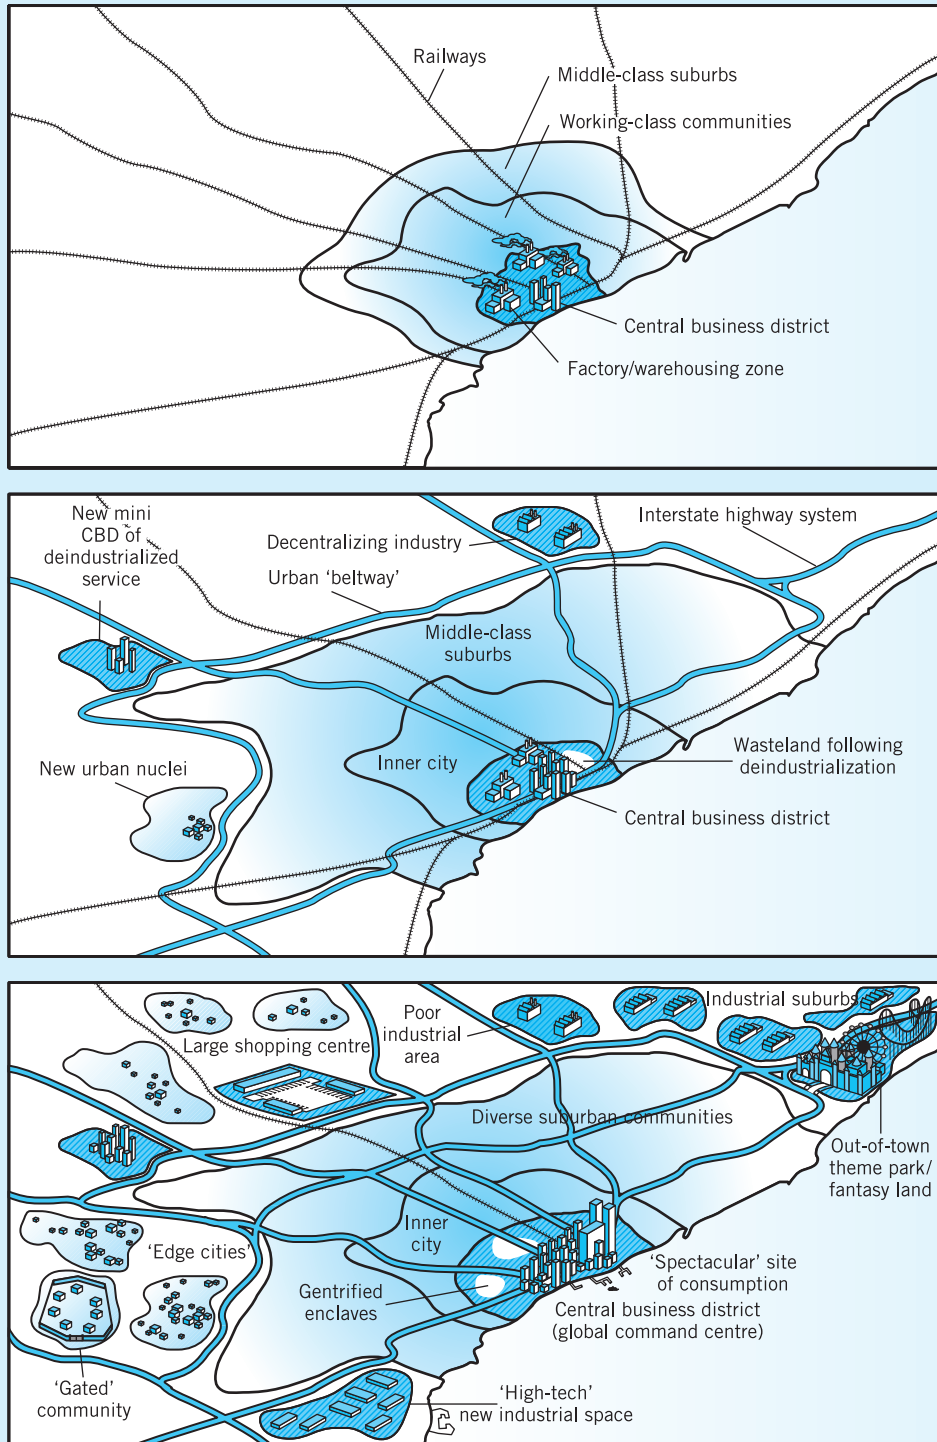 Railways
Middle-class suburbs
Working-class communities
Central business district
Factory/warehousing zone
New mini
CBD of
deindustrialized
service
Decentralizing industry
Interstate highway system
Urban ‘beltway’
Middle-class
suburbs
Inner city
New urban nuclei
Wasteland following
deindustrialization
Central business district
Industrial suburbs
Poor
industrial
area
Large shopping centre
Diverse suburban communities
Out-of-town
theme park/
fantasy land
Inner
city
‘Edge cities’
‘Spectacular’ site
of consumption
Gentrified
enclaves
Central business district
(global command centre)
‘Gated’
community
‘High-tech’
new industrial space